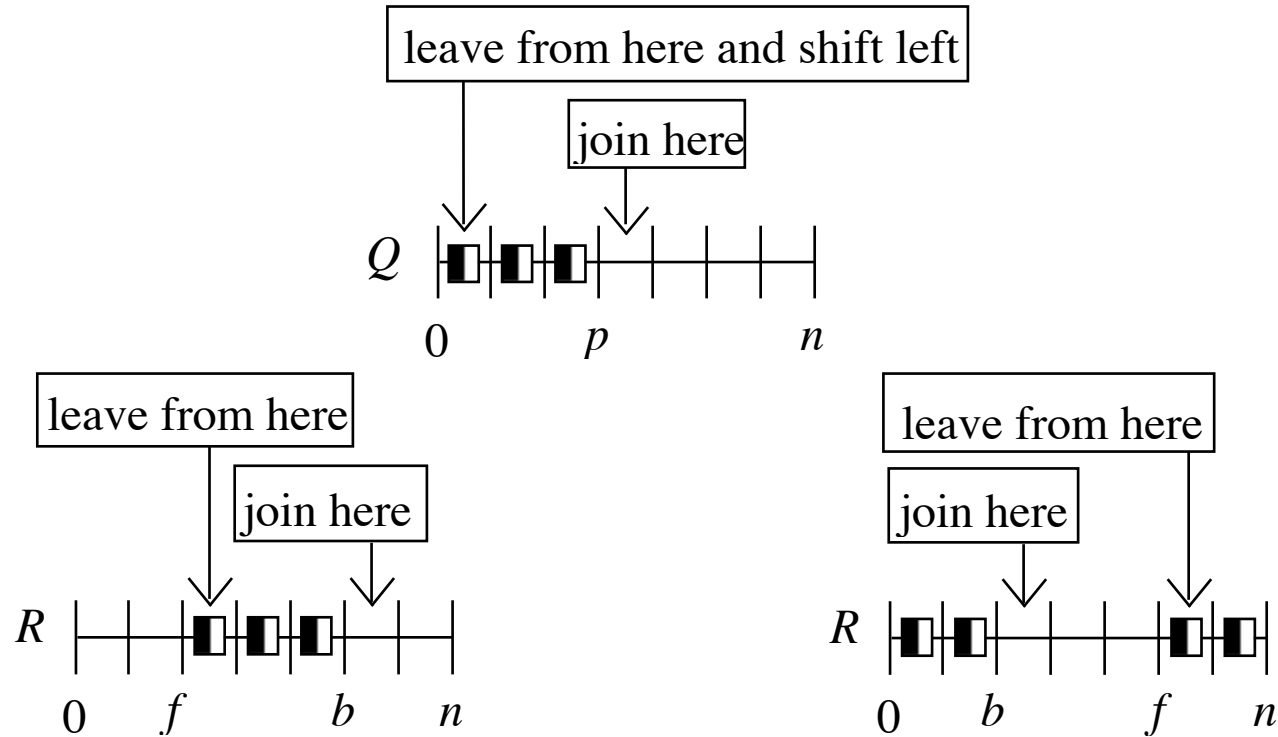 leave from here and shift left
join here
Q
0 p n
leave from here
join here
R
0 f b n
leave from here
join here
R
0 b f n